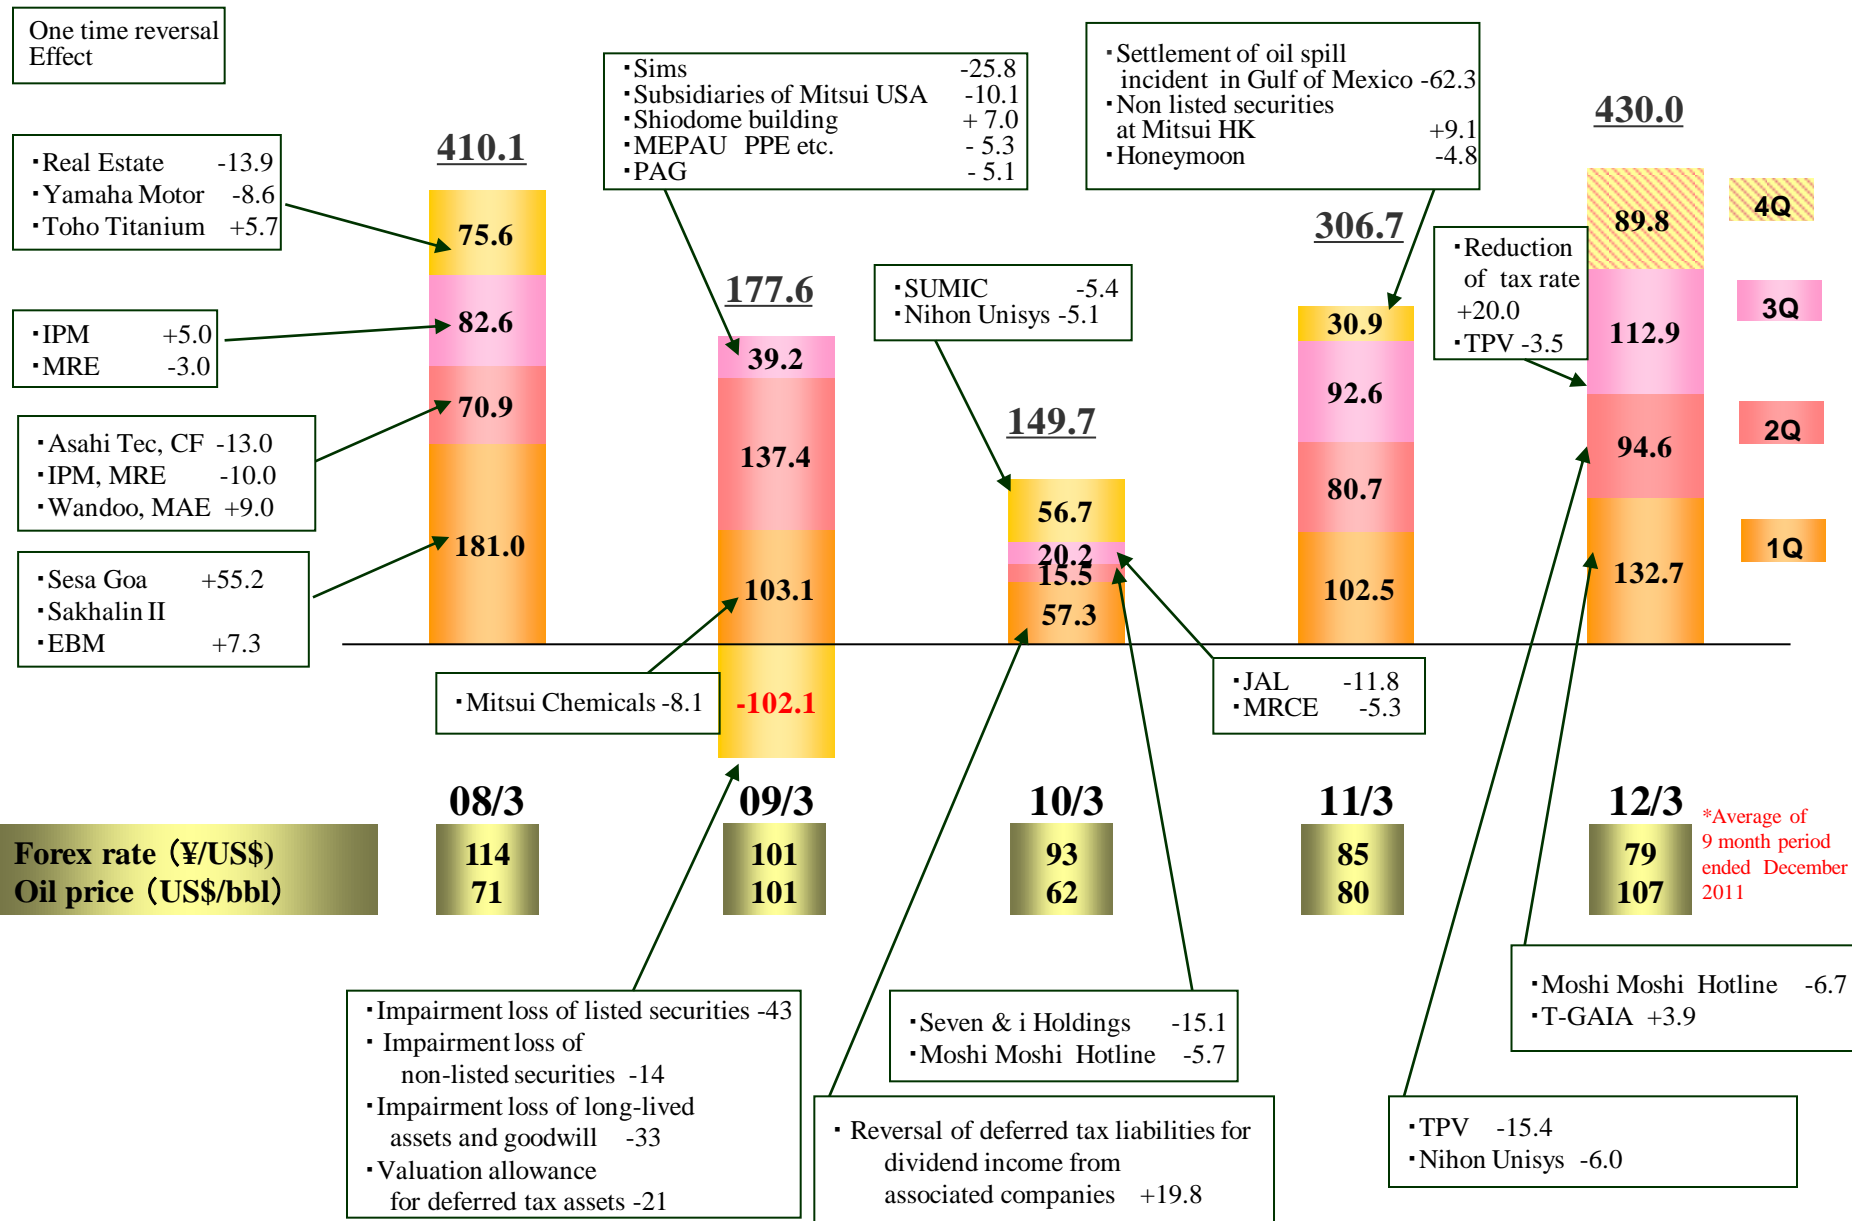 One time reversal
Effect
・Real Estate -13.9
・Yamaha Motor -8.6
・Toho Titanium +5.7
・IPM +5.0
・MRE -3.0
・Asahi Tec, CF -13.0
・IPM, MRE -10.0
・Wandoo, MAE +9.0
・Sesa Goa +55.2
・Sakhalin II
・EBM +7.3
410.1
75.6
82.6
70.9
181.0
・Sims -25.8
・Subsidiaries of Mitsui USA -10.1
・Shiodome building + 7.0
・MEPAU PPE etc. - 5.3
・PAG - 5.1
177.6
39.2
137.4
103.1
-102.1
・Mitsui Chemicals -8.1
・SUMIC -5.4
・Nihon Unisys -5.1
149.7
56.7
20.2
15.5
57.3
・JAL -11.8
・MRCE -5.3
・Settlement of oil spill
incident in Gulf of Mexico -62.3
・Non listed securities
at Mitsui HK +9.1
・Honeymoon -4.8
306.7
30.9
92.6
80.7
102.5
430.0
89.8
112.9
94.6
132.7
・Reduction
of tax rate
+20.0
・TPV -3.5
4Q
3Q
2Q
1Q
08/3 09/3 10/3 11/3 12/3
Forex rate (¥/US$) 114 101 93 85 79
Oil price (US$/bbl) 71 101 62 80 107
*Average of
9 month period
ended December
2011
・Impairment loss of listed securities -43
・Impairment loss of
non-listed securities -14
・Impairment loss of long-lived
assets and goodwill -33
・Valuation allowance
for deferred tax assets -21
・Seven & i Holdings -15.1
・Moshi Moshi Hotline -5.7
・Reversal of deferred tax liabilities for
dividend income from
associated companies +19.8
・Moshi Moshi Hotline -6.7
・T-GAIA +3.9
・TPV -15.4
・Nihon Unisys -6.0